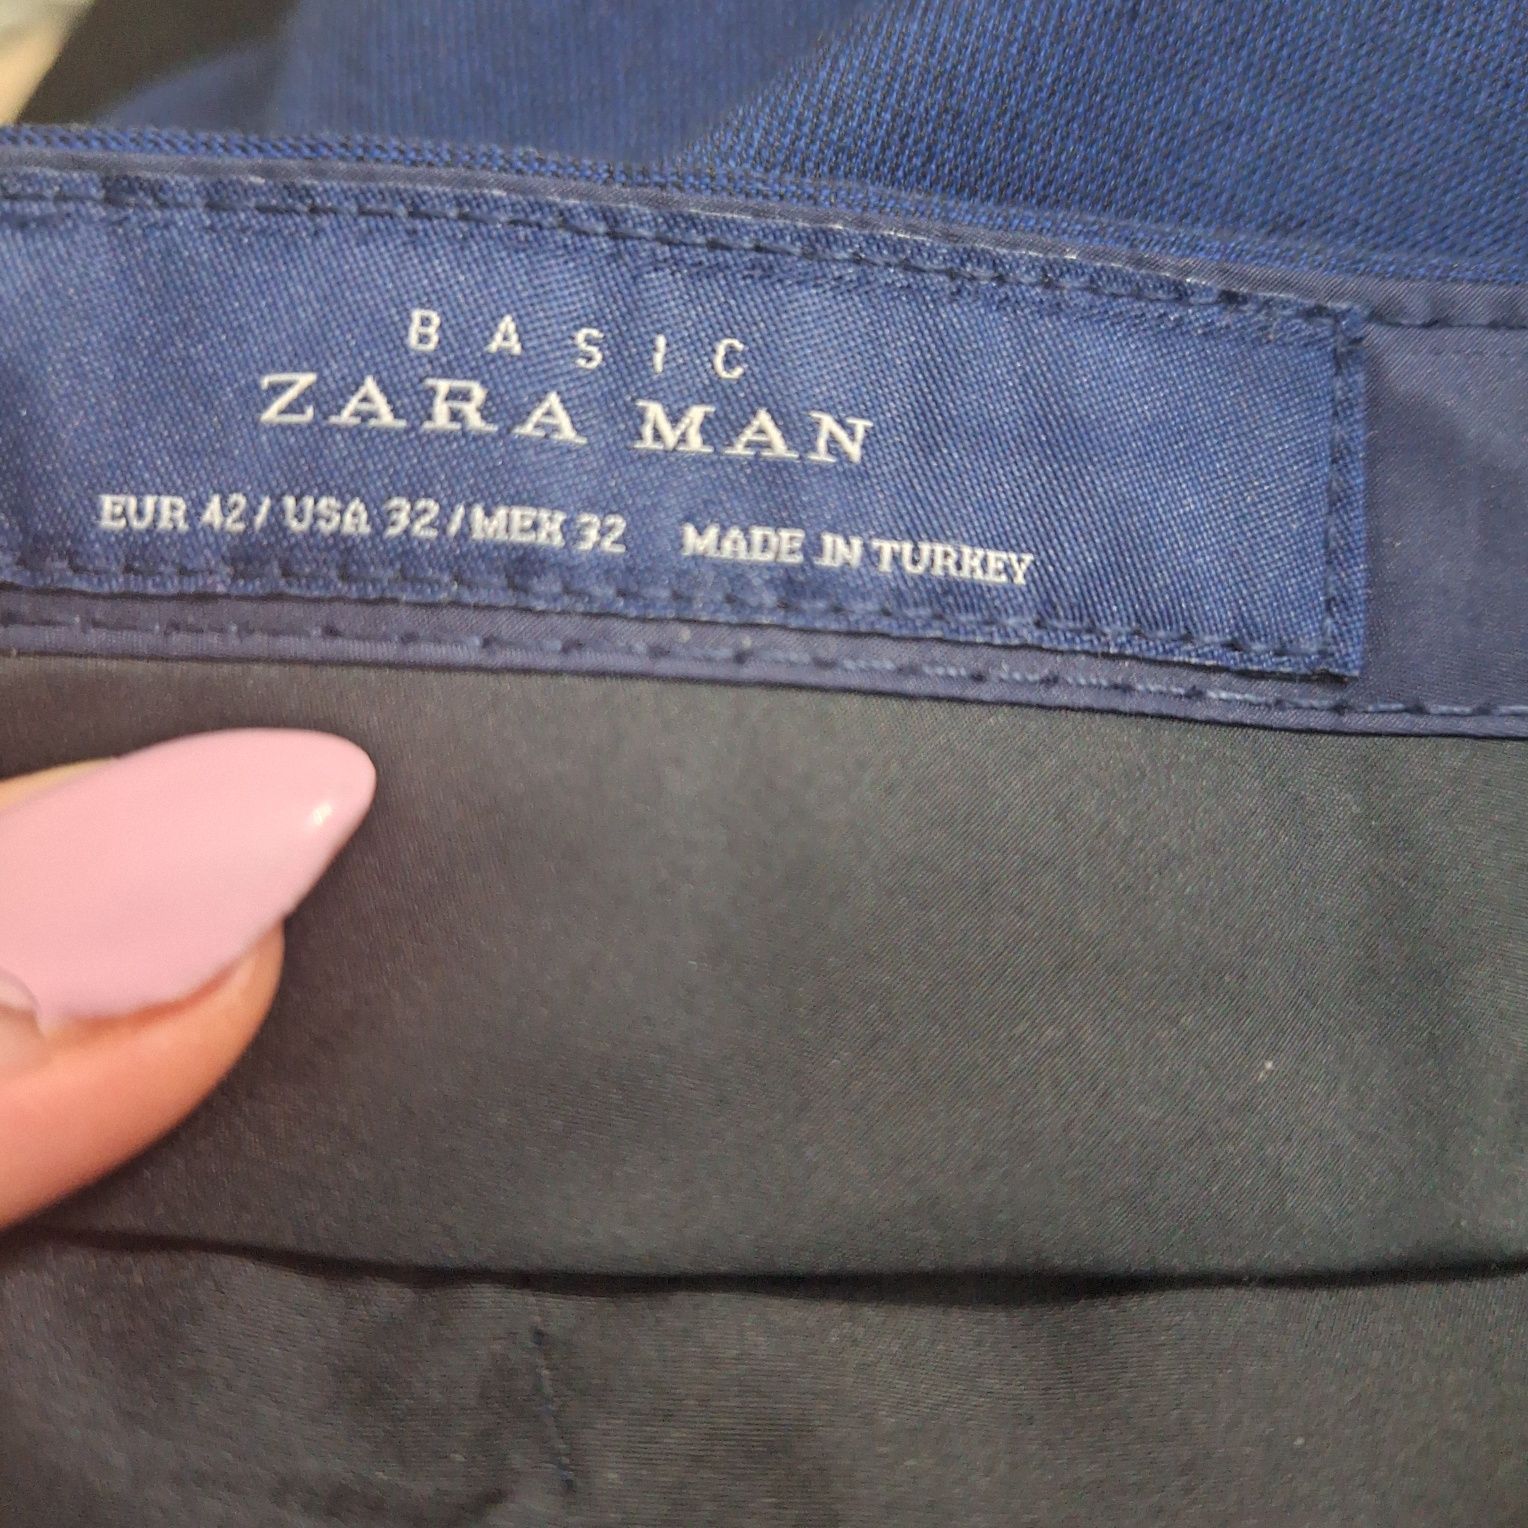 BASIC
ZARA MAN
EUR 42 / USA 32 / MEX 32 MADE IN TURKEY